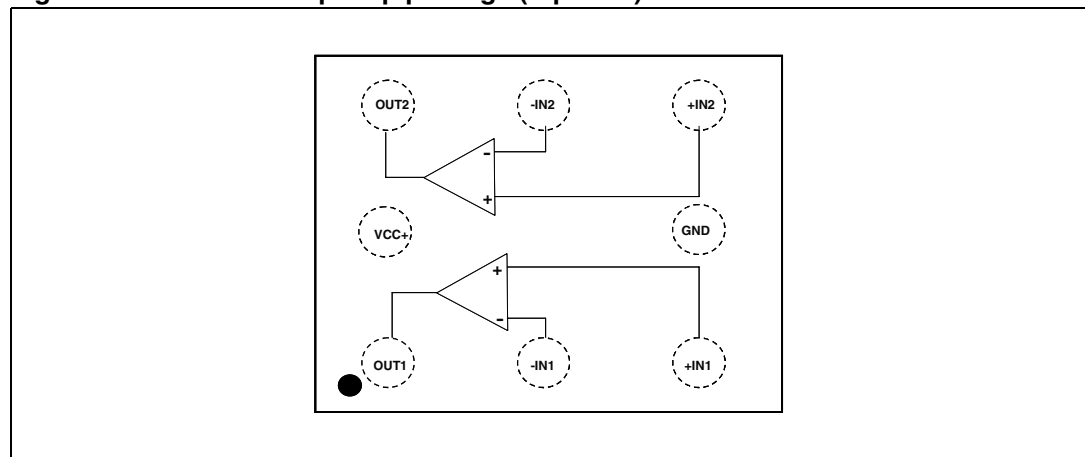 OUT2 -IN2 +IN2
-
+
VCC+ GND
+
-
OUT1 -IN1 +IN1